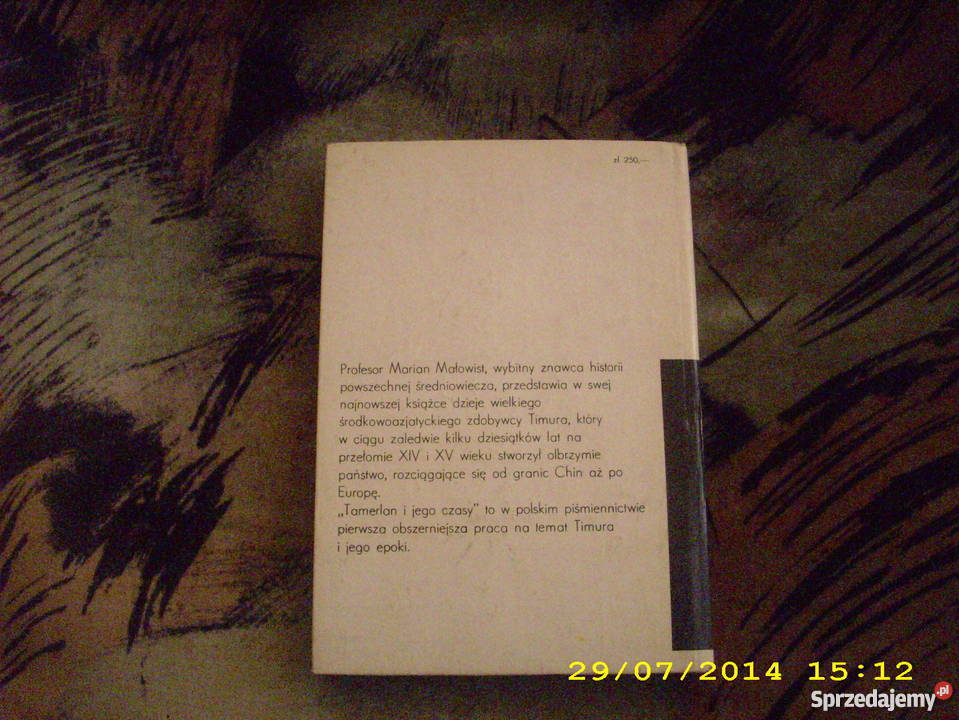 zł 250,—
Profesor Marian Małowist, wybitny znawca historii
powszechnej średniowiecza, przedstawia w swej
najnowszej książce dzieje wielkiego
środkowoazjatyckiego zdobywcy Timura, który
w ciągu zaledwie kilku dziesiątków lat na
przełomie XIV i XV wieku stworzył olbrzymie
państwo, rozciągające się od granic Chin aż po
Europę.
„Tamerlan i jego czasy” to w polskim piśmiennictwie
pierwsza obszerniejsza praca na temat Timura
i jego epoki.
29/07/2014 15:12
Sprzedajemy.pl